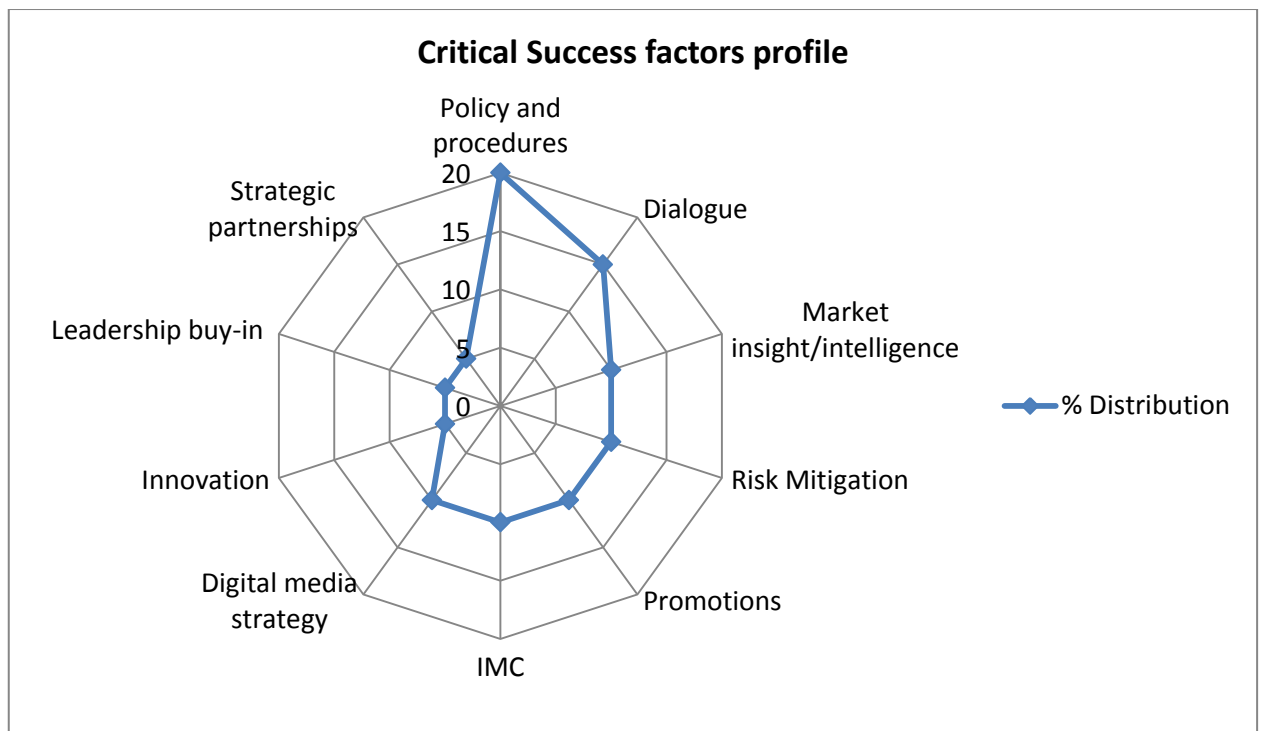 Critical Success factors profile
Policy and
procedures
Dialogue
Market
insight/intelligence
Risk Mitigation
Promotions
IMC
Digital media
strategy
Innovation
Leadership buy-in
Strategic
partnerships
20
15
10
5
0
% Distribution